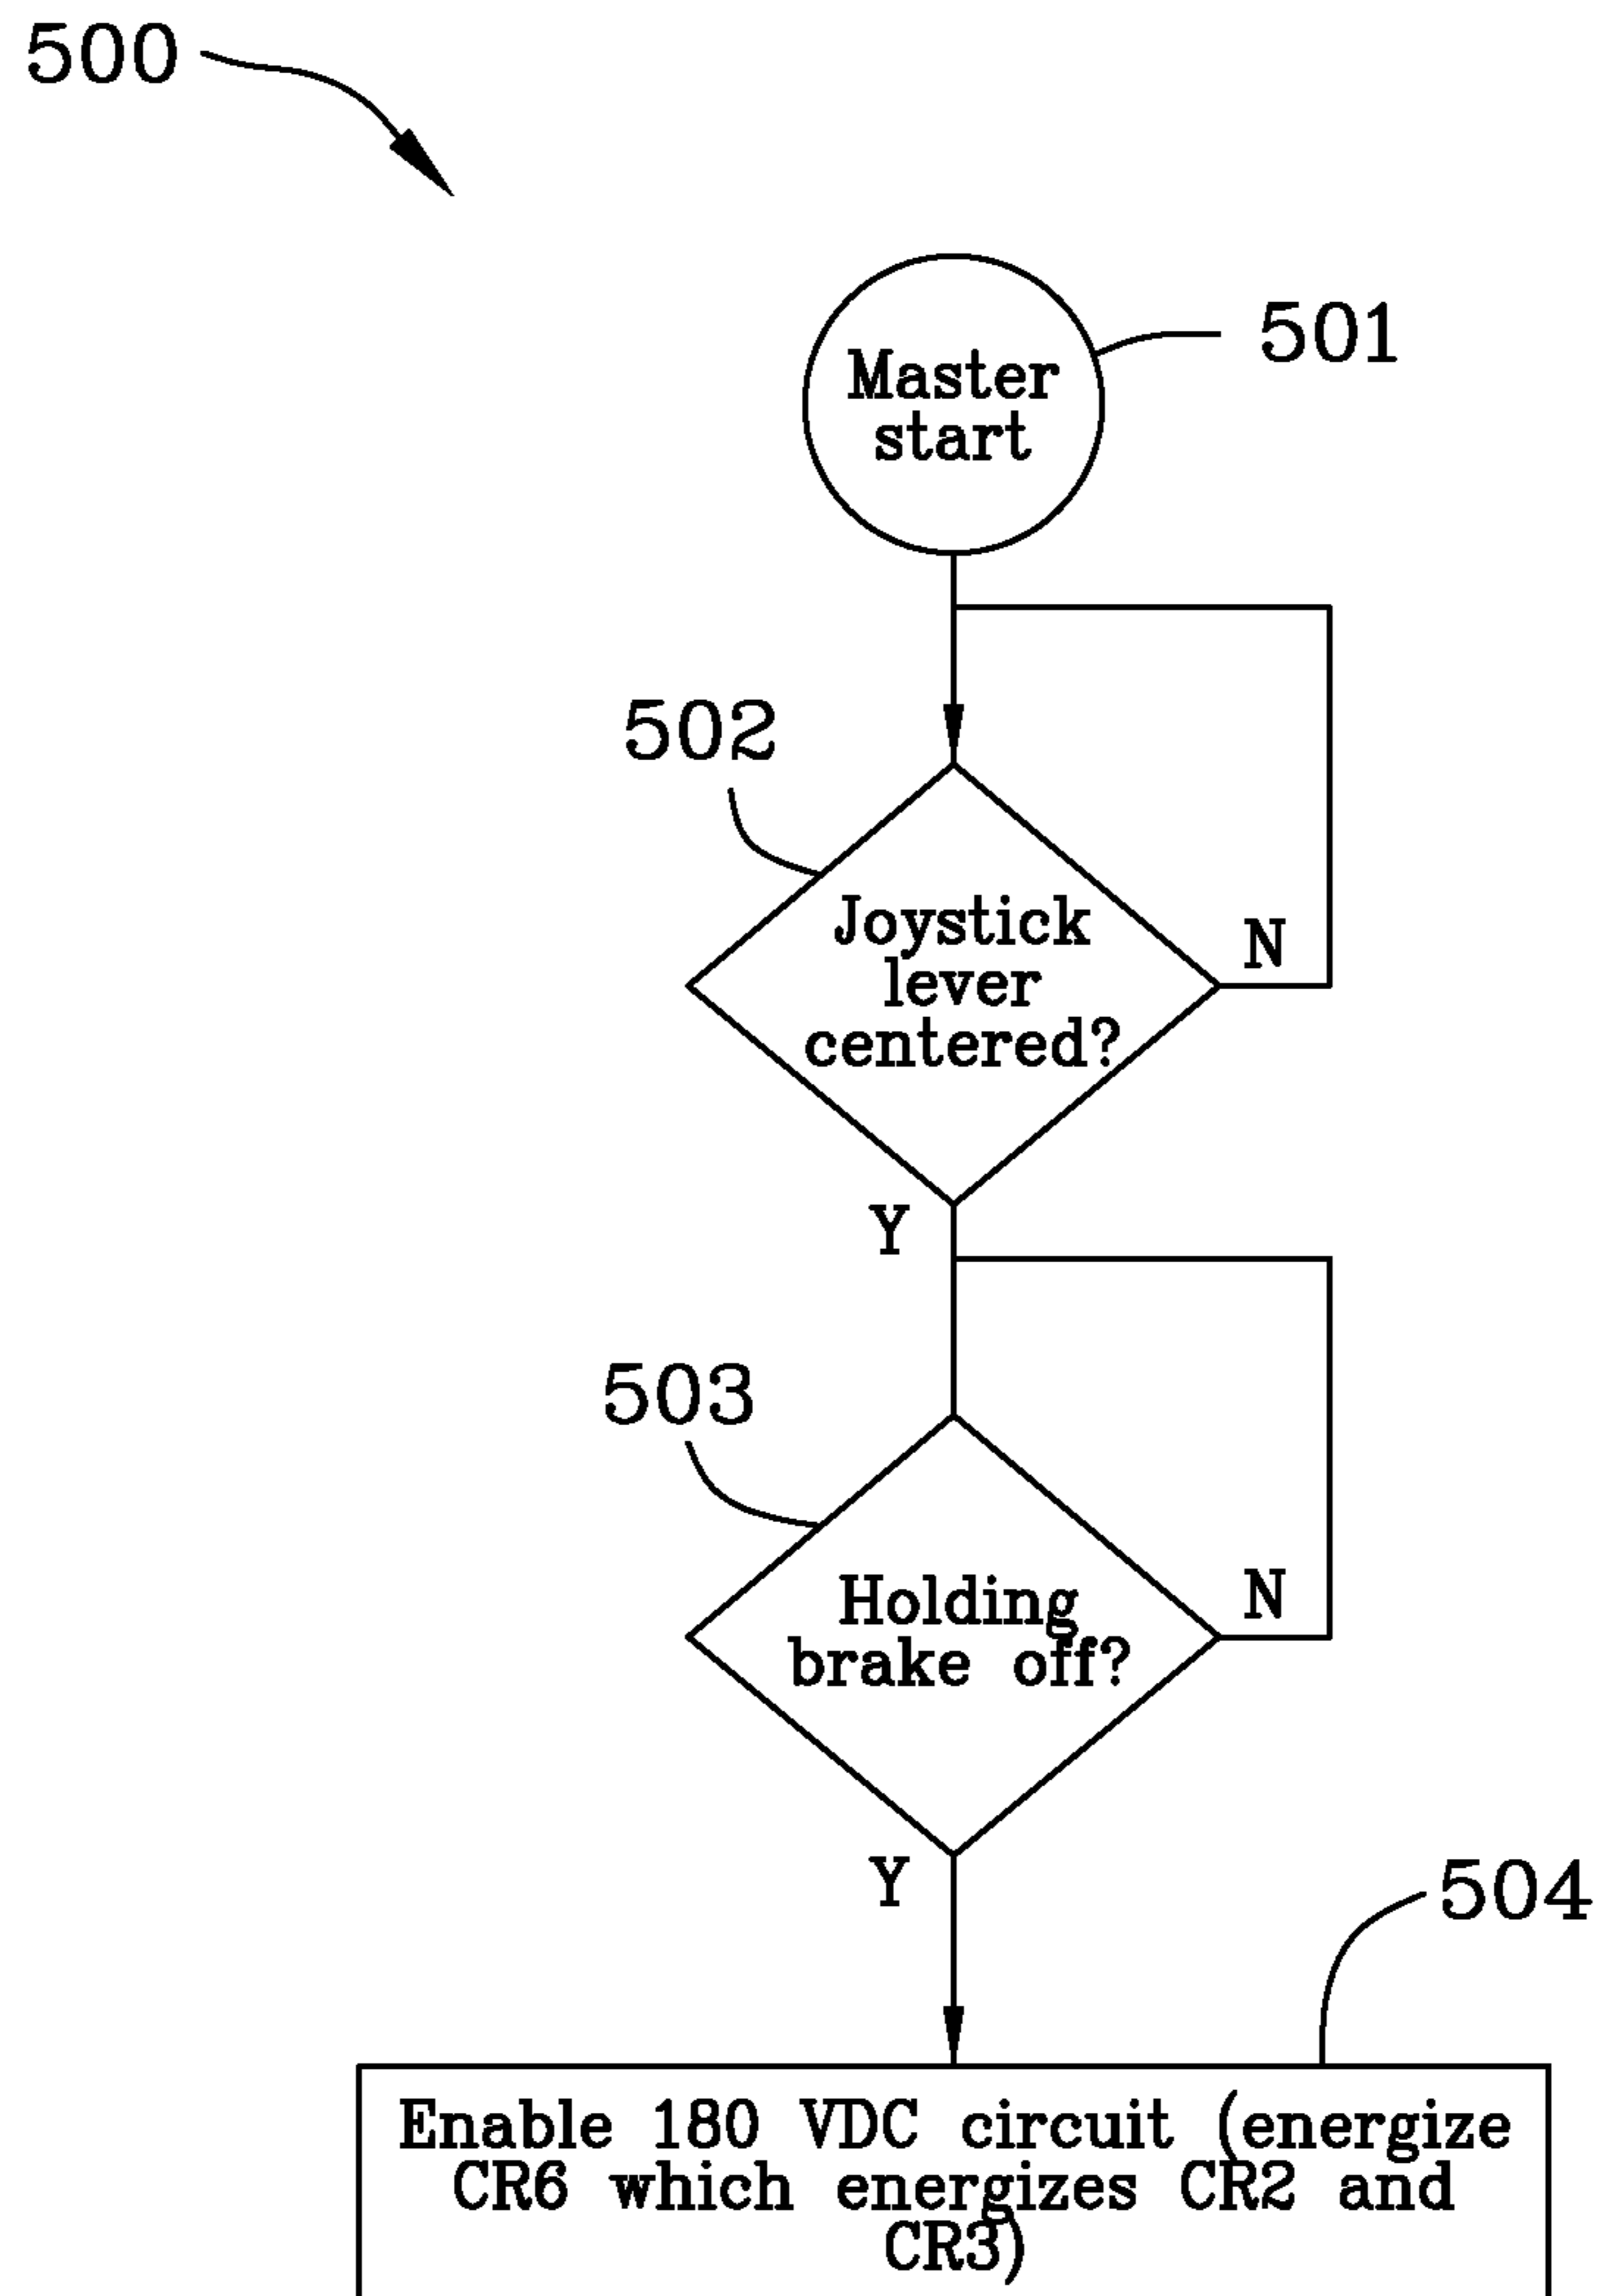 500
501
Master
start
502
Joystick
lever
centered?
N
Y
503
Holding
brake off?
N
Y
504
Enable 180 VDC circuit (energize
CR6 which energizes CR2 and
CR3)